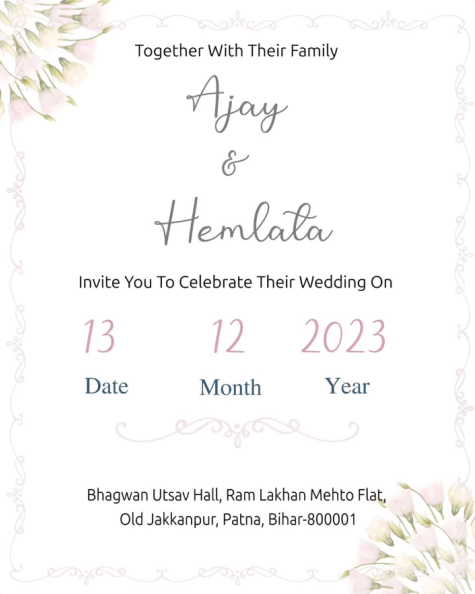 Together With Their Family
Ajay
&
Hemlata
Invite You To Celebrate Their Wedding On
13 12 2023
Date Month Year
Bhagwan Utsav Hall, Ram Lakhan Mehto Flat,
Old Jakkanpur, Patna, Bihar-800001